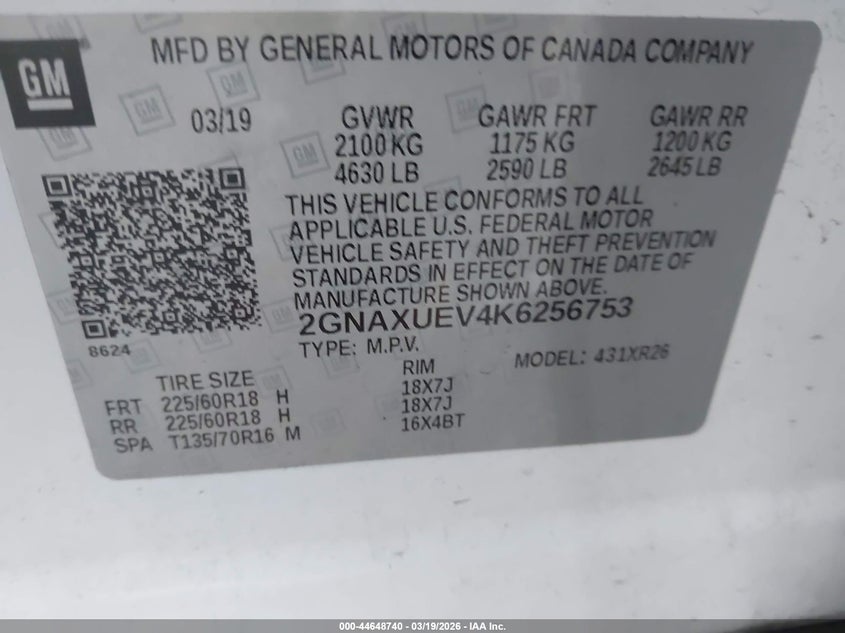 GM
MFD BY GENERAL MOTORS OF CANADA COMPANY
03/19
GVWR GAWR FRT GAWR RR
2100 KG 1175 KG 1200 KG
4630 LB 2590 LB 2645 LB
THIS VEHICLE CONFORMS TO ALL
APPLICABLE U.S. FEDERAL MOTOR
VEHICLE SAFETY AND THEFT PREVENTION
STANDARDS IN EFFECT ON THE DATE OF
MANUFACTURE SHOWN ABOVE.
2GNAXUEV4K6256753
8624
TYPE: M.P.V. MODEL: 431XR26
TIRE SIZE RIM
FRT 225/60R18 H 18X7J
RR 225/60R18 H 18X7J
SPA T135/70R16 M 16X4BT
000-44648740 - 03/19/2026 - IAA Inc.